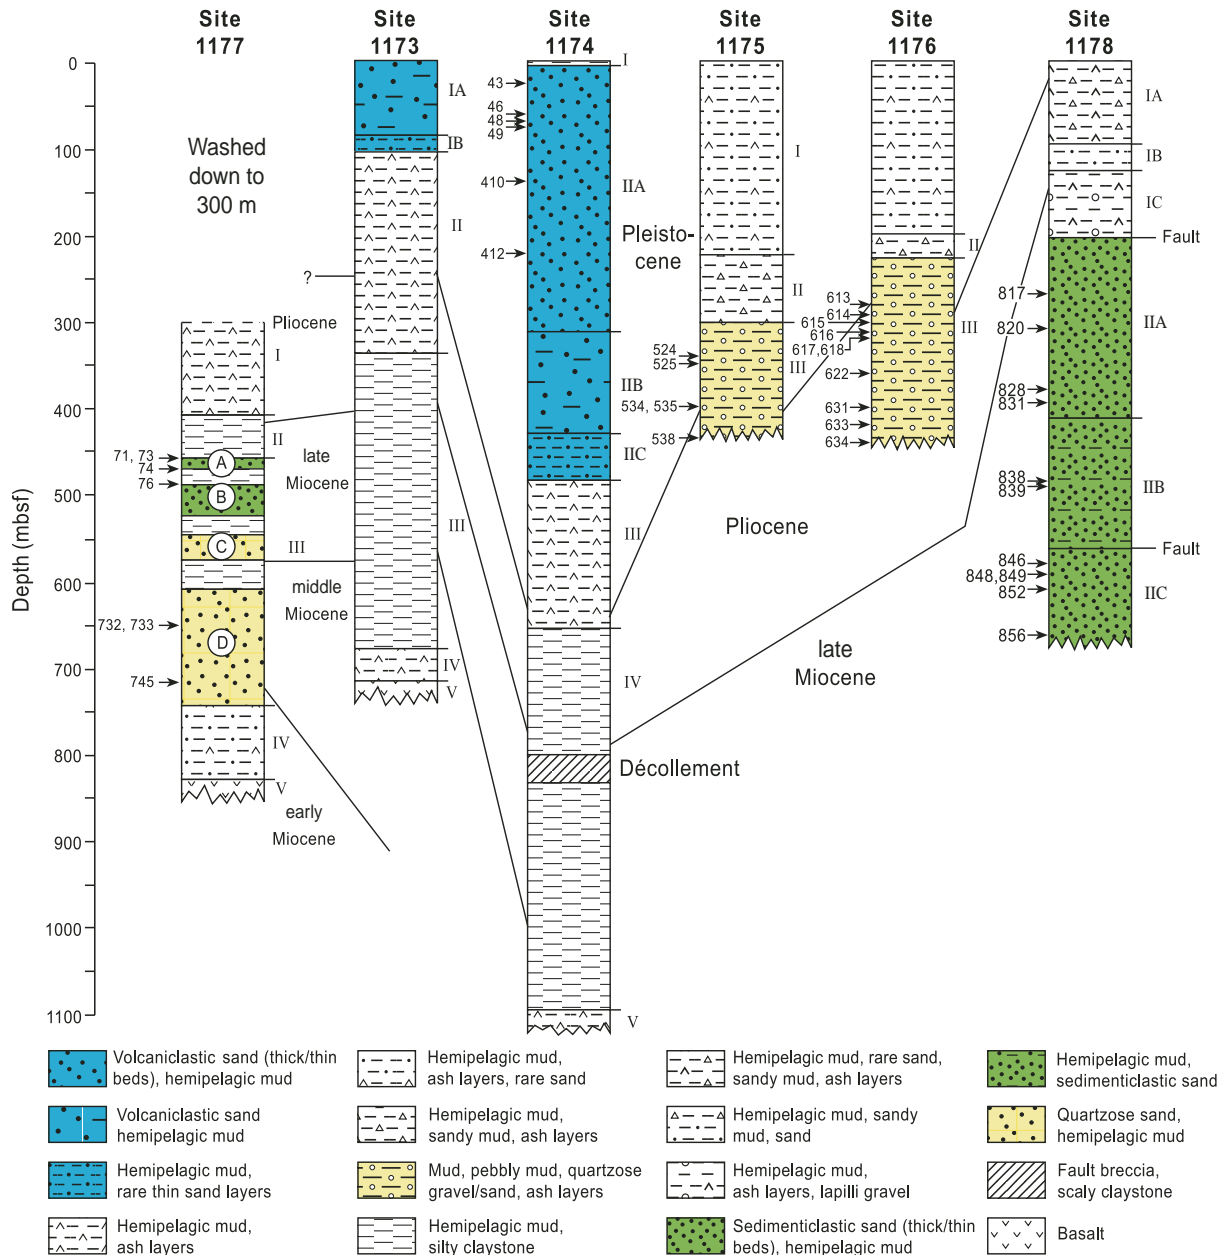 Site 1177
Site 1173
Site 1174
Site 1175
Site 1176
Site 1178
Depth (mbsf)
0
100
200
300
400
500
600
700
800
900
1000
1100
Washed
down to
300 m
Pliocene
I
II
late
Miocene
71, 73
74
76
A
B
C
III
middle
Miocene
732, 733
D
745
IV
V
early
Miocene
IA
IB
II
?
III
IV
V
I
43
46
48
49
410
IIA
412
IIB
IIC
III
IV
Décollement
V
Pleisto-
cene
I
II
524
525
III
534, 535
538
Pliocene
late
Miocene
II
613
614
615
616
617,618
III
622
631
633
634
IA
IB
IC
Fault
817
820
IIA
828
831
838
839
IIB
Fault
846
848,849
852
IIC
856
Volcaniclastic sand (thick/thin
beds), hemipelagic mud
Volcaniclastic sand
hemipelagic mud
Hemipelagic mud,
rare thin sand layers
Hemipelagic mud,
ash layers
Hemipelagic mud,
ash layers, rare sand
Hemipelagic mud,
sandy mud, ash layers
Mud, pebbly mud, quartzose
gravel/sand, ash layers
Hemipelagic mud,
silty claystone
Hemipelagic mud, rare sand,
sandy mud, ash layers
Hemipelagic mud, sandy
mud, sand
Hemipelagic mud,
ash layers, lapilli gravel
Sedimenticlastic sand (thick/thin
beds), hemipelagic mud
Hemipelagic mud,
sedimenticlastic sand
Quartzose sand,
hemipelagic mud
Fault breccia,
scaly claystone
Basalt